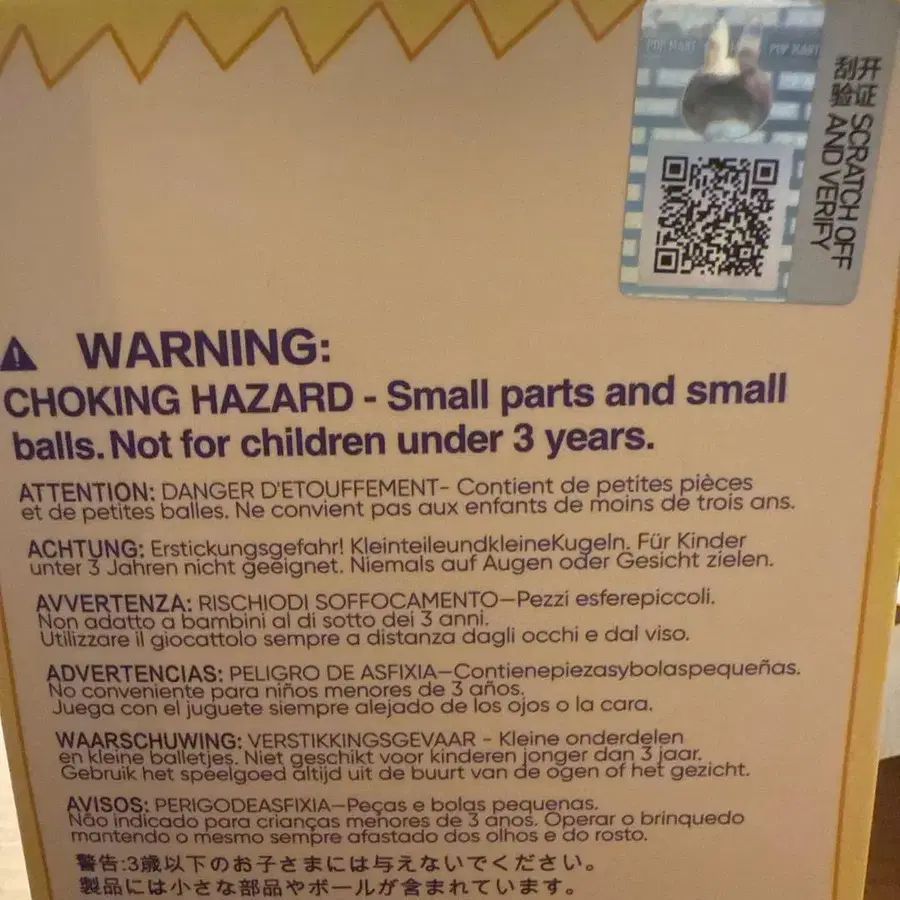 POP MART
POP MART
刮开
验证
SCRATCH OFF
AND VERIFY
WARNING:
CHOKING HAZARD - Small parts and small
balls. Not for children under 3 years.
ATTENTION: DANGER D'ETOUFFEMENT- Contient de petites pièces
et de petites balles. Ne convient pas aux enfants de moins de trois ans.
ACHTUNG: Erstickungsgefahr! KleinteileundkleineKugeln. Für Kinder
unter 3 Jahren nicht geeignet. Niemals auf Augen oder Gesicht zielen.
AVVERTENZA: RISCHIODI SOFFOCAMENTO—Pezzi esferepiccoli.
Non adatto a bambini al di sotto dei 3 anni.
Utilizzare il giocattolo sempre a distanza dagli occhi e dal viso.
ADVERTENCIAS: PELIGRO DE ASFIXIA—Contienepiezasybolaspequeñas.
No conveniente para niños menores de 3 años.
Juega con el juguete siempre alejado de los ojos o la cara.
WAARSCHUWING: VERSTIKKINGSGEVAAR - Kleine onderdelen
en kleine balletjes. Niet geschikt voor kinderen jonger dan 3 jaar.
Gebruik het speelgoed altijd uit de buurt van de ogen of het gezicht.
AVISOS: PERIGODEASFIXIA—Peças e bolas pequenas.
Não indicado para crianças menores de 3 anos. Operar o brinquedo
mantendo o mesmo sempre afastado dos olhos e do rosto.
警告:3歳以下のお子さまには与えないでください。
製品には小さな部品やボールが含まれています。